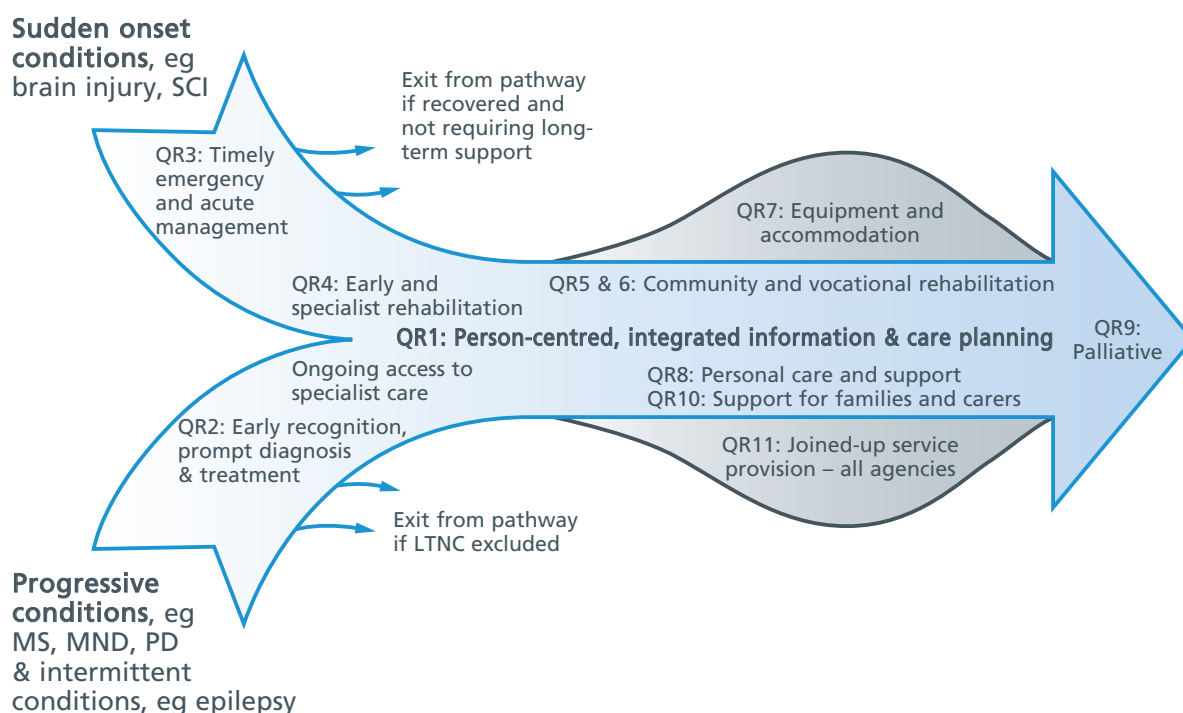 Sudden onset
conditions, eg
brain injury, SCI
Exit from pathway
if recovered and
not requiring long-
term support
QR3: Timely
emergency
and acute
management
QR7: Equipment and
accommodation
QR4: Early and
specialist rehabilitation
QR5 & 6: Community and vocational rehabilitation
QR1: Person-centred, integrated information & care planning
QR9:
Palliative
Ongoing access to
specialist care
QR8: Personal care and support
QR10: Support for families and carers
QR2: Early recognition,
prompt diagnosis
& treatment
QR11: Joined-up service
provision – all agencies
Exit from pathway
if LTNC excluded
Progressive
conditions, eg
MS, MND, PD
& intermittent
conditions, eg epilepsy